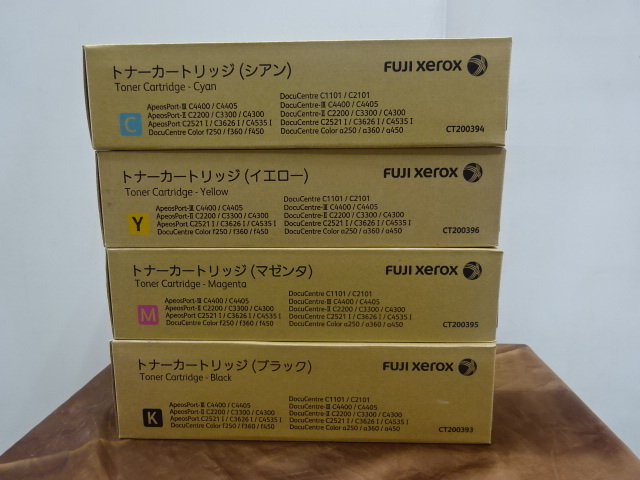 トナーカートリッジ (シアン)
Toner Cartridge - Cyan
FUJI xerox
C
ApeosPort-Ⅲ C4400 / C4405
ApeosPort-Ⅱ C2200 / C3300 / C4300
ApeosPort C2521 I / C3626 I / C4535 I
DocuCentre Color f250 / f360 / f450
DocuCentre C1101 / C2101
DocuCentre-Ⅲ C4400 / C4405
DocuCentre-Ⅱ C2200 / C3300 / C4300
DocuCentre C2521 I / C3626 I / C4535 I
DocuCentre Color a250 / a360 / a450
CT200394
トナーカートリッジ (イエロー)
Toner Cartridge - Yellow
FUJI xerox
Y
ApeosPort-Ⅲ C4400 / C4405
ApeosPort-Ⅱ C2200 / C3300 / C4300
ApeosPort C2521 I / C3626 I / C4535 I
DocuCentre Color f250 / f360 / f450
DocuCentre C1101 / C2101
DocuCentre-Ⅲ C4400 / C4405
DocuCentre-Ⅱ C2200 / C3300 / C4300
DocuCentre C2521 I / C3626 I / C4535 I
DocuCentre Color a250 / a360 / a450
CT200396
トナーカートリッジ (マゼンタ)
Toner Cartridge - Magenta
FUJI xerox
M
ApeosPort-Ⅲ C4400 / C4405
ApeosPort-Ⅱ C2200 / C3300 / C4300
ApeosPort C2521 I / C3626 I / C4535 I
DocuCentre Color f250 / f360 / f450
DocuCentre C1101 / C2101
DocuCentre-Ⅲ C4400 / C4405
DocuCentre-Ⅱ C2200 / C3300 / C4300
DocuCentre C2521 I / C3626 I / C4535 I
DocuCentre Color a250 / a360 / a450
CT200395
トナーカートリッジ (ブラック)
Toner Cartridge - Black
FUJI xerox
K
ApeosPort-Ⅲ C4400 / C4405
ApeosPort-Ⅱ C2200 / C3300 / C4300
ApeosPort C2521 I / C3626 I / C4535 I
DocuCentre Color f250 / f360 / f450
DocuCentre C1101 / C2101
DocuCentre-Ⅲ C4400 / C4405
DocuCentre-Ⅱ C2200 / C3300 / C4300
DocuCentre C2521 I / C3626 I / C4535 I
DocuCentre Color a250 / a360 / a450
CT200393